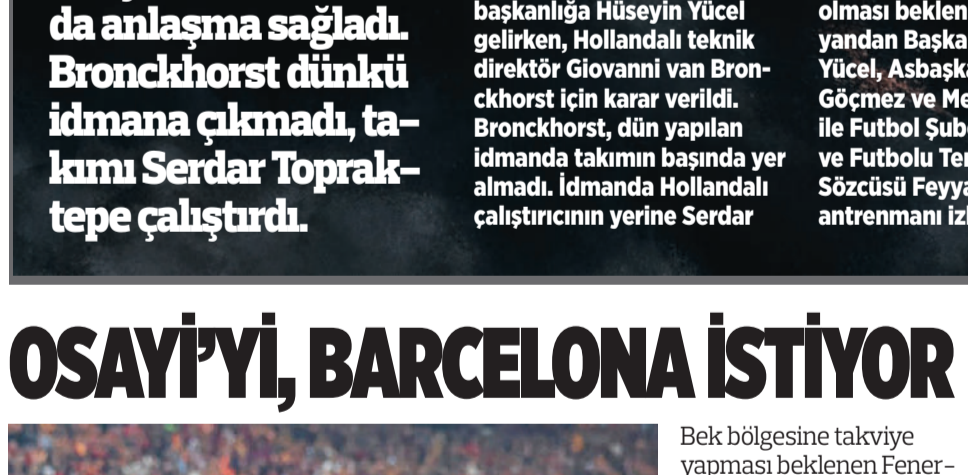 da anlaşma sağladı.
Bronckhorst dünkü
idmana çıkmadı, ta-
kımı Serdar Toprak-
tepe çalıştırdı.
başkanlığa Hüseyin Yücel
gelirken, Hollandalı teknik
direktör Giovanni van Bron-
ckhorst için karar verildi.
Bronckhorst, dün yapılan
idmanda takımın başında yer
almadı. İdmanda Hollandalı
çalıştırıcının yerine Serdar
olması beklen
yandan Başka
Yücel, Asbaşka
Göçmez ve Me
ile Futbol Şub
ve Futbolu Te
Sözcüsü Feyya
antrenmanı iz
OSAYİ'Yİ, BARCELONA İSTİYOR
Bek bölgesine takviye
yapması beklenen Fener-